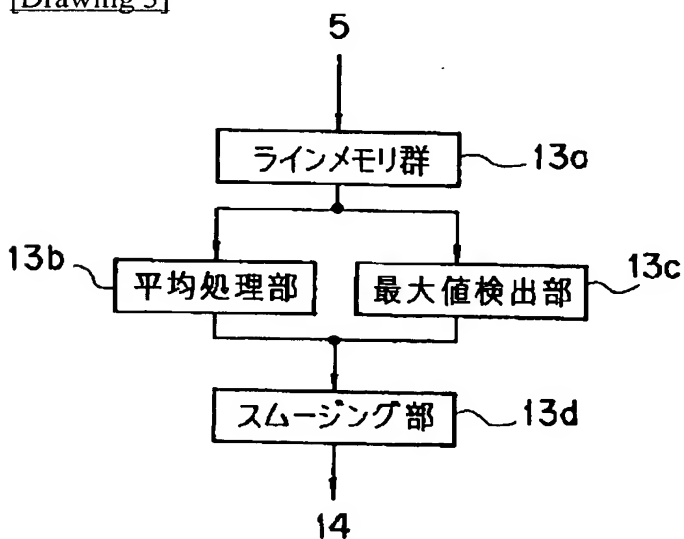 [Drawing 3]
5
ラインメモリ群
13a
13b
平均処理部
最大値検出部
13c
スムージング部
13d
14